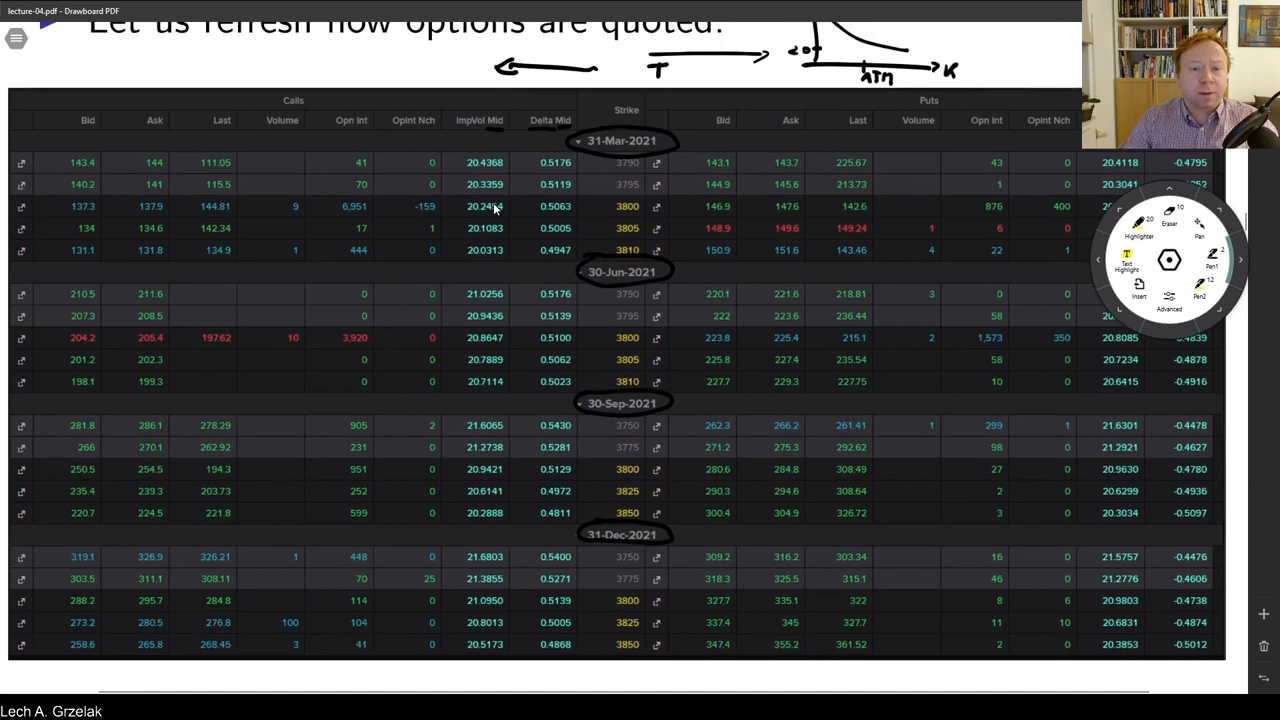 lecture-04.pdf - Drawboard PDF
Let us refresh how options are quoted:
T
20
ATM
K
Calls Strike Puts
Bid Ask Last Volume Opn Int Opint Nch ImpVol Mid Delta Mid Bid Ask Last Volume Opn Int Opint Nch
31-Mar-2021
143.4 144 111.05 41 0 20.4368 0.5176 3790 143.1 143.7 225.67 43 0 20.4118 -0.4795
140.2 141 115.5 70 0 20.3359 0.5119 3795 144.9 145.6 213.73 1 0 20.3041
137.3 137.9 144.81 9 6,951 -159 0.5063 3800 146.9 147.6 142.6 876 400
134 134.6 142.34 17 1 20.1083 0.5005 3805 148.9 149.5 149.24 1 6 0
131.1 131.8 134.9 1 444 0 20.0313 0.4947 3810 150.9 151.6 143.46 4 22 1
30-Jun-2021
210.5 211.6 0 21.0256 0.5176 3790 220.1 221.6 218.81 3 0 0
207.3 208.5 0 20.9436 0.5139 3795 222 223.6 236.44 58 0
204.2 205.4 197.62 10 3,920 0 20.8647 0.5100 3800 223.8 225.4 215.1 2 1,573 350 20.8085 -0.4839
201.2 202.3 0 20.7889 0.5062 3805 225.8 227.4 235.54 58 0 20.7234 -0.4878
198.1 199.3 0 20.7114 0.5023 3810 227.7 229.3 227.75 10 0 20.6415 -0.4916
30-Sep-2021
281.8 286.1 278.29 905 2 21.6065 0.5430 3750 262.3 266.2 261.41 1 299 1 21.6301 -0.4478
266 270.1 262.92 231 0 21.2738 0.5281 3775 271.2 275.3 292.62 98 0 21.2921 -0.4627
250.5 254.5 194.3 951 0 20.9421 0.5129 3800 280.6 284.8 308.49 27 0 20.9630 -0.4780
235.4 239.3 203.73 252 0 20.6141 0.4972 3825 290.3 294.6 308.64 2 0 20.6299 -0.4936
220.7 224.5 221.8 599 0 20.2888 0.4811 3850 300.4 304.9 326.72 3 0 20.3034 -0.5097
31-Dec-2021
319.1 326.9 326.21 1 448 0 21.6803 0.5400 3750 309.2 316.2 303.34 16 0 21.5757 -0.4476
303.5 311.1 308.11 70 25 21.3855 0.5271 3775 318.3 325.5 315.1 46 0 21.2776 -0.4606
288.2 295.7 284.8 114 0 21.0950 0.5139 3800 327.7 335.1 322 8 6 20.9803 -0.4738
273.2 280.5 276.8 100 104 0 20.8013 0.5005 3825 337.4 345 327.7 11 10 20.6831 -0.4874
258.6 265.8 268.45 3 41 0 20.5173 0.4868 3850 347.4 355.2 361.52 2 0 20.3853 -0.5012
Highlighter 20
Eraser 10
Pan
Text Highlight
Pen1 2
Insert
Advanced
Pen2 12
Lech A. Grzelak